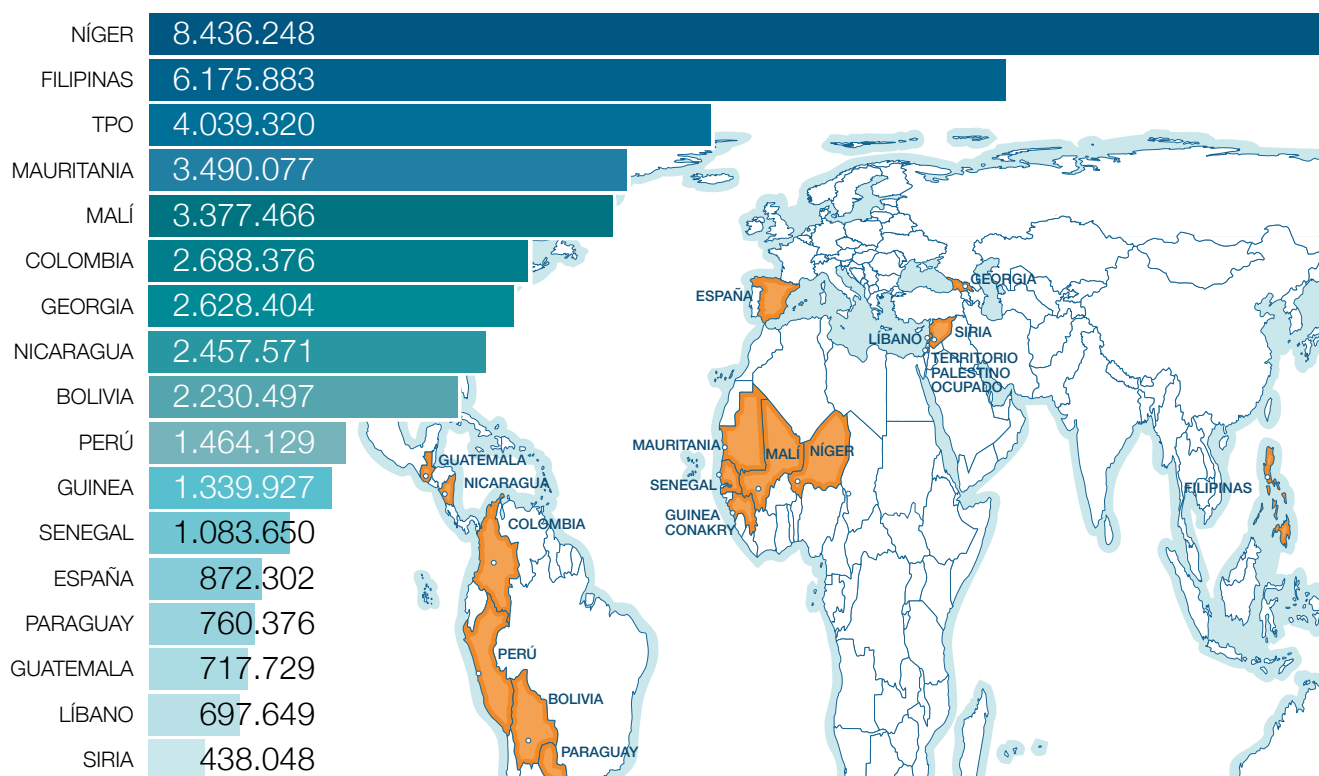 NÍGER 8.436.248
FILIPINAS 6.175.883
TPO 4.039.320
MAURITANIA 3.490.077
MALÍ 3.377.466
COLOMBIA 2.688.376
GEORGIA 2.628.404
NICARAGUA 2.457.571
BOLIVIA 2.230.497
PERÚ 1.464.129
GUINEA 1.339.927
SENEGAL 1.083.650
ESPAÑA 872.302
PARAGUAY 760.376
GUATEMALA 717.729
LÍBANO 697.649
SIRIA 438.048
GEORGIA
ESPAÑA
SIRIA
LÍBANO
TERRITORIO
PALESTINO
OCUPADO
MAURITANIA
MALÍ
NÍGER
GUATEMALA
NICARAGUA
SENEGAL
FILIPINAS
GUINEA
CONAKRY
COLOMBIA
PERÚ
BOLIVIA
PARAGUAY